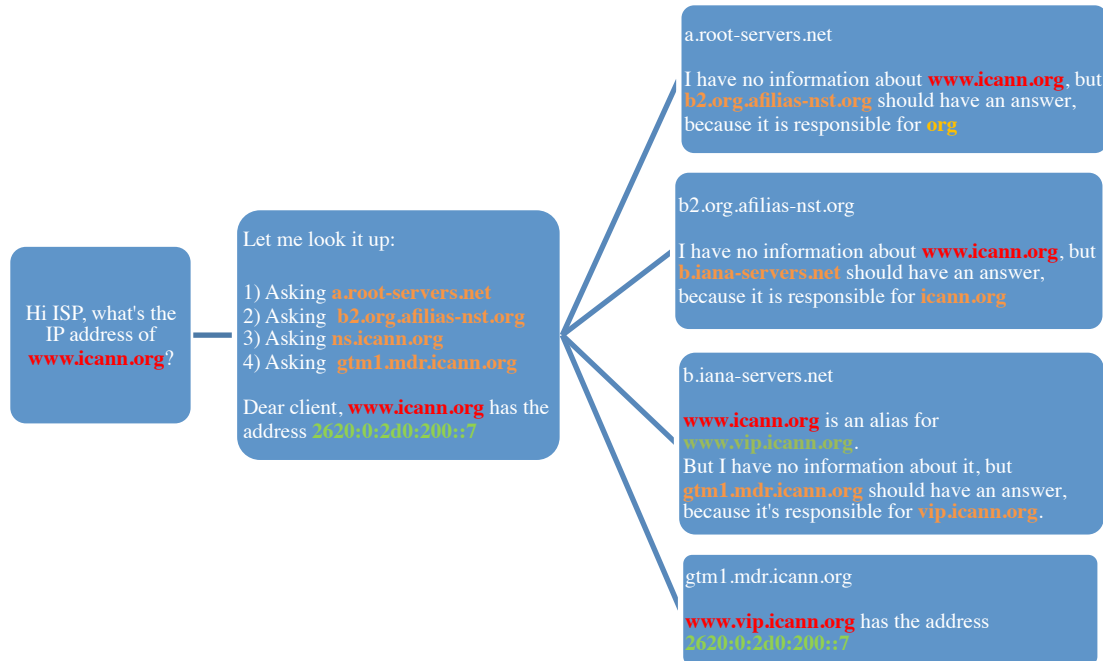 Hi ISP, what's the
IP address of
www.icann.org?
Let me look it up:
1) Asking a.root-servers.net
2) Asking b2.org.afilias-nst.org
3) Asking ns.icann.org
4) Asking gtm1.mdr.icann.org
Dear client, www.icann.org has the
address 2620:0:2d0:200::7
a.root-servers.net
I have no information about www.icann.org, but
b2.org.afilias-nst.org should have an answer,
because it is responsible for org
b2.org.afilias-nst.org
I have no information about www.icann.org, but
b.iana-servers.net should have an answer,
because it is responsible for icann.org
b.iana-servers.net
www.icann.org is an alias for
www.vip.icann.org.
But I have no information about it, but
gtm1.mdr.icann.org should have an answer,
because it's responsible for vip.icann.org.
gtm1.mdr.icann.org
www.vip.icann.org has the address
2620:0:2d0:200::7